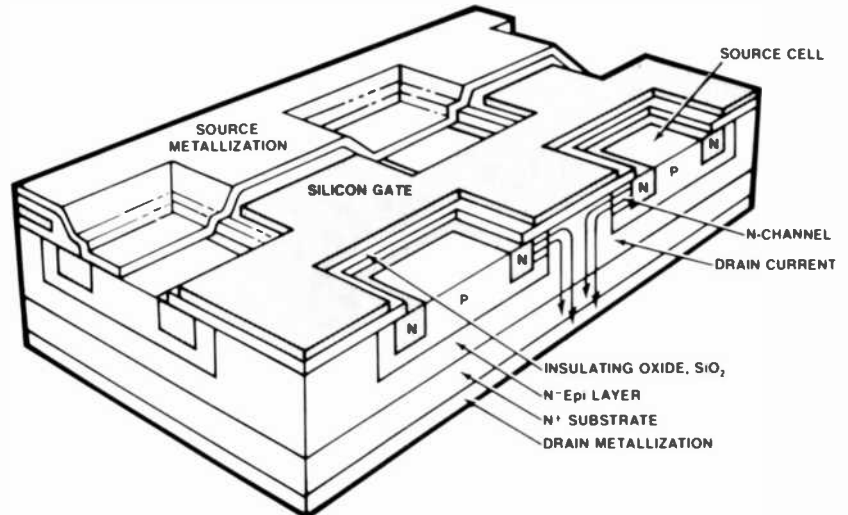 SOURCE CELL
SOURCE
METALLIZATION
SILICON GATE
N
P
N
N
P
N
N-CHANNEL
DRAIN CURRENT
INSULATING OXIDE, SiO₂
N⁻Epi LAYER
N⁺ SUBSTRATE
DRAIN METALLIZATION